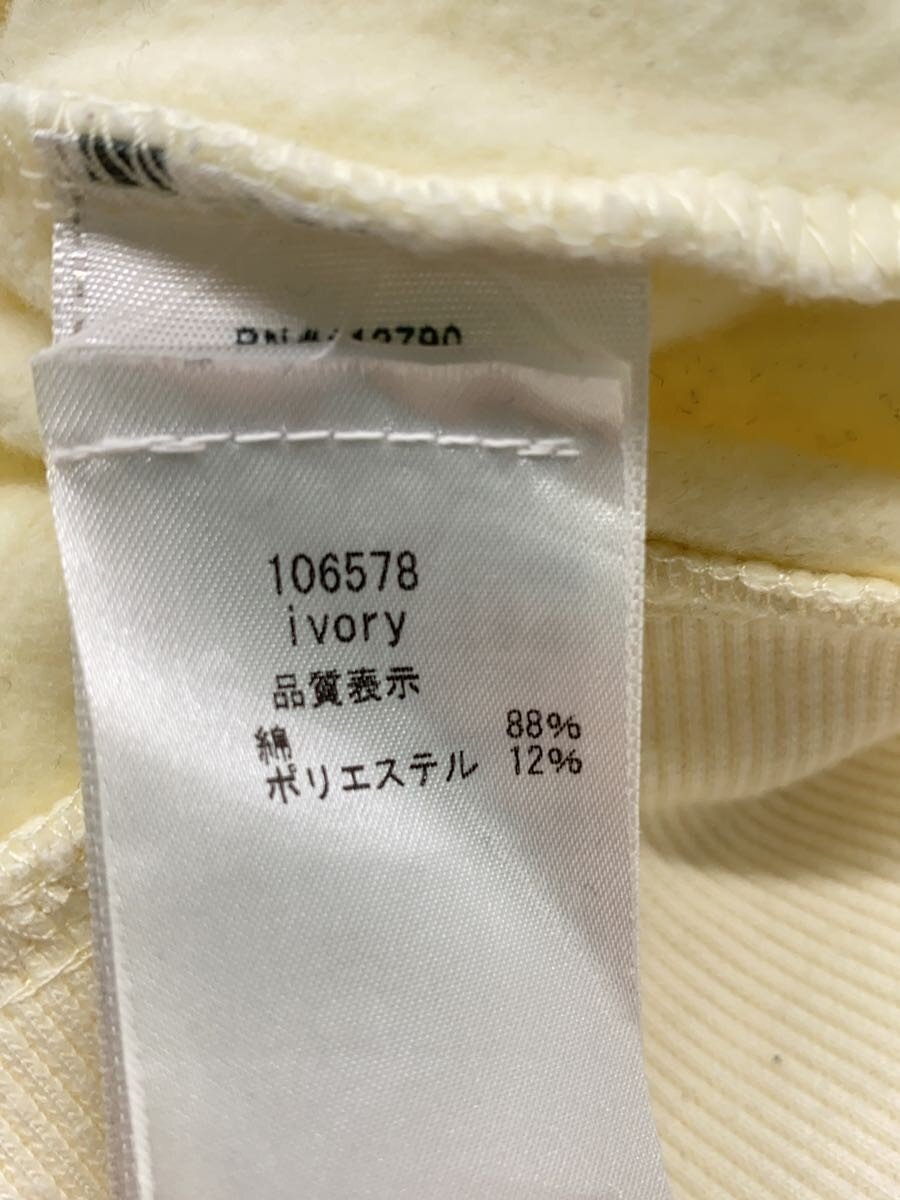 106578
ivory
品質表示
綿 88%
ポリエステル 12%